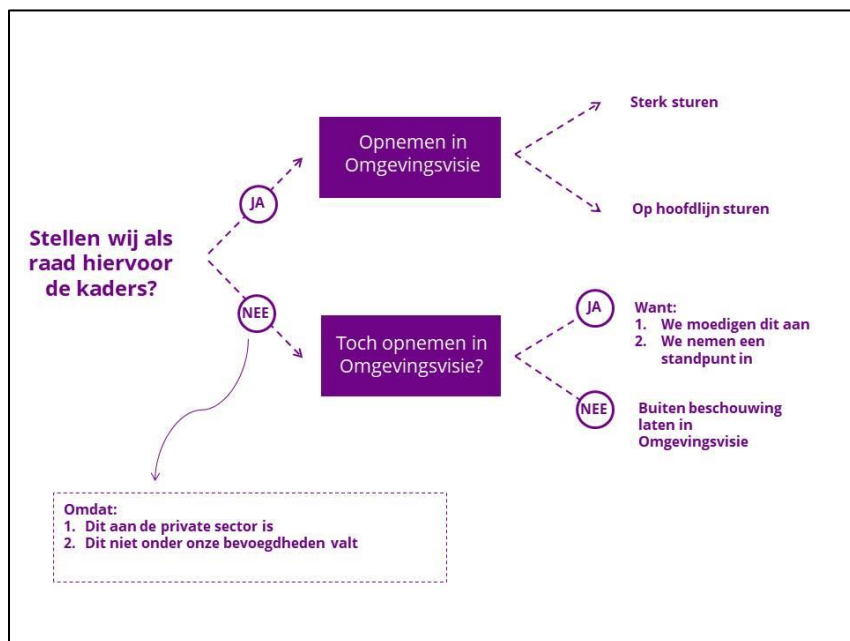 Stellen wij als
raad hiervoor
de kaders?
JA
Opnemen in
Omgevingsvisie
Sterk sturen
Op hoofdlijn sturen
NEE
Toch opnemen in
Omgevingsvisie?
JA
Want:
1. We moedigen dit aan
2. We nemen een
standpunt in
NEE
Buiten beschouwing
laten in
Omgevingsvisie
Omdat:
1. Dit aan de private sector is
2. Dit niet onder onze bevoegdheden valt